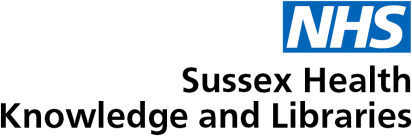 NHS
Sussex Health
Knowledge and Libraries